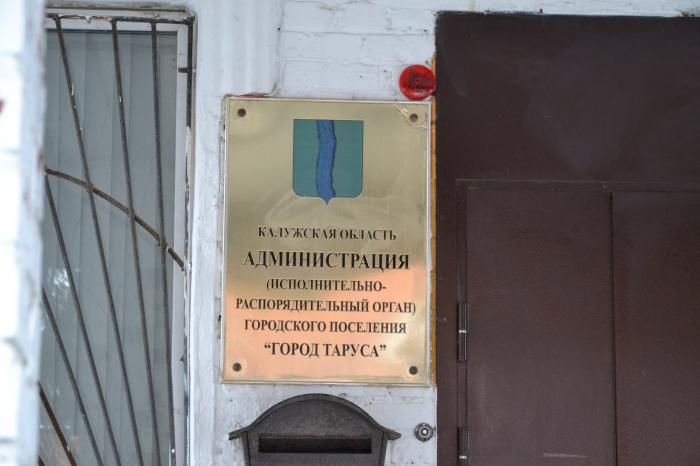 КАЛУЖСКАЯ ОБЛАСТЬ
АДМИНИСТРАЦИЯ
(ИСПОЛНИТЕЛЬНО-
РАСПОРЯДИТЕЛЬНЫЙ ОРГАН)
ГОРОДСКОГО ПОСЕЛЕНИЯ
“ГОРОД ТАРУСА”